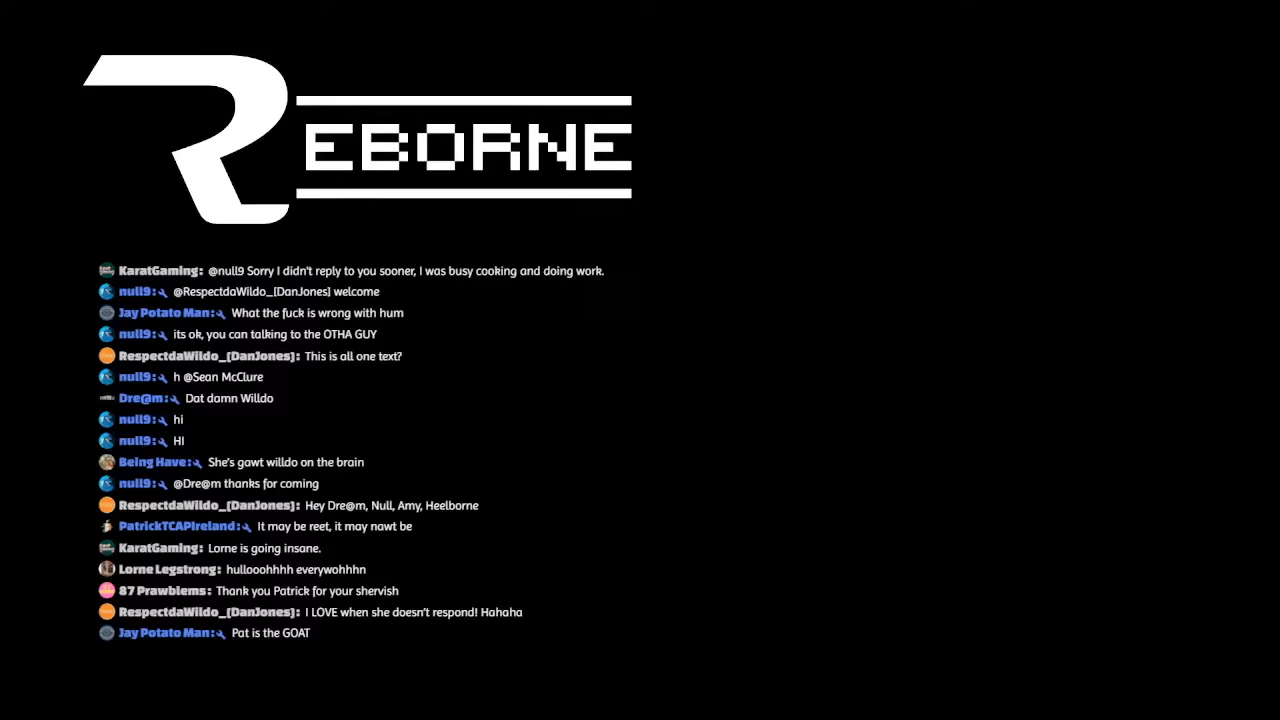 REBORNE
KaratGaming: @null9 Sorry I didn't reply to you sooner, I was busy cooking and doing work.
null9: @RespectdaWildo_[DanJones] welcome
Jay Potato Man: What the fuck is wrong with hum
null9: its ok, you can talking to the OTHA GUY
RespectdaWildo_[DanJones]: This is all one text?
null9: h @Sean McClure
Dre@m: Dat damn Willdo
null9: hi
null9: HI
Being Have: She's gawt willdo on the brain
null9: @Dre@m thanks for coming
RespectdaWildo_[DanJones]: Hey Dre@m, Null, Amy, Heelborne
PatrickTCAPIreland: It may be reet, it may nawt be
KaratGaming: Lorne is going insane.
Lorne Legstrong: hullooohhhh everywohhhn
87 Prawblems: Thank you Patrick for your shervish
RespectdaWildo_[DanJones]: I LOVE when she doesn't respond! Hahaha
Jay Potato Man: Pat is the GOAT